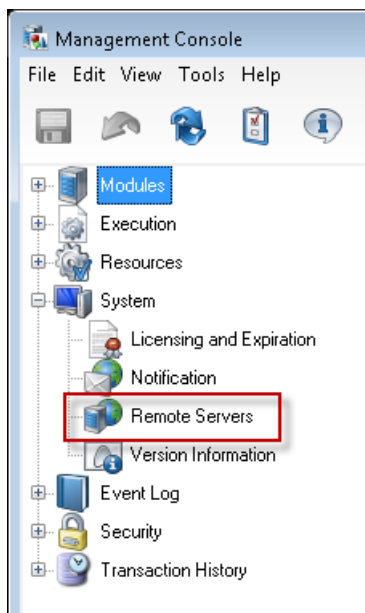 Management Console
File Edit View Tools Help
Modules
Execution
Resources
System
Licensing and Expiration
Notification
Remote Servers
Version Information
Event Log
Security
Transaction History